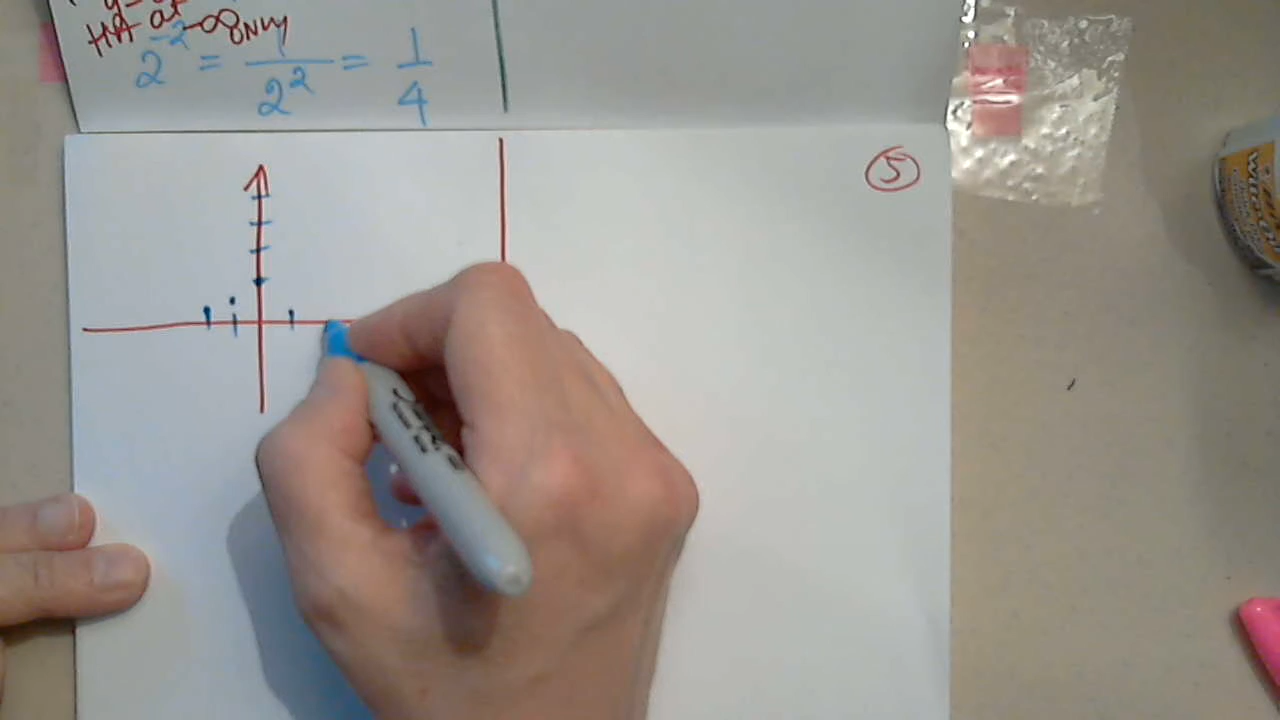 HA at -∞ only
2^-2 = 1/2^2 = 1/4
5